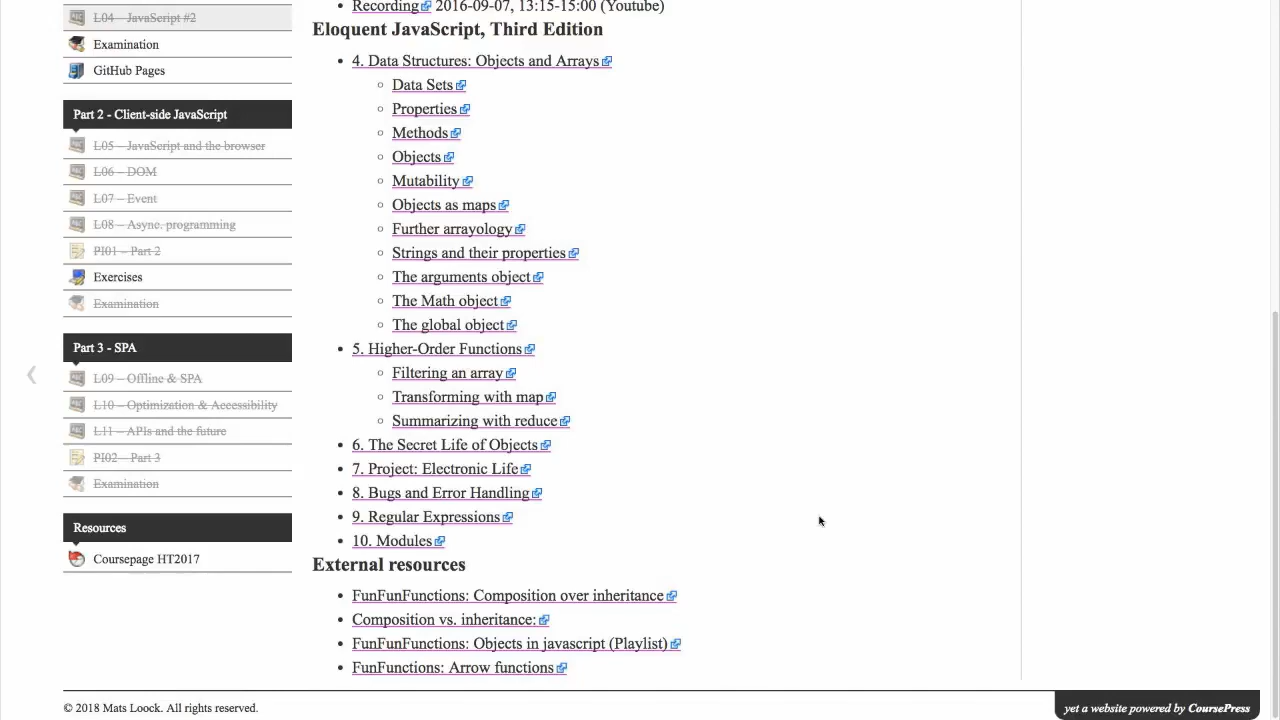 L04 – JavaScript #2
Examination
GitHub Pages
Part 2 - Client-side JavaScript
L05 – JavaScript and the browser
L06 – DOM
L07 – Event
L08 – Async. programming
PI01 – Part 2
Exercises
Examination
Part 3 - SPA
L09 – Offline & SPA
L10 – Optimization & Accessibility
L11 – APIs and the future
PI02 – Part 3
Examination
Resources
Coursepage HT2017
Recording 2016-09-07, 13:15-15:00 (Youtube)
Eloquent JavaScript, Third Edition
4. Data Structures: Objects and Arrays
Data Sets
Properties
Methods
Objects
Mutability
Objects as maps
Further arrayology
Strings and their properties
The arguments object
The Math object
The global object
5. Higher-Order Functions
Filtering an array
Transforming with map
Summarizing with reduce
6. The Secret Life of Objects
7. Project: Electronic Life
8. Bugs and Error Handling
9. Regular Expressions
10. Modules
External resources
FunFunFunctions: Composition over inheritance
Composition vs. inheritance:
FunFunFunctions: Objects in javascript (Playlist)
FunFunctions: Arrow functions
© 2018 Mats Loock. All rights reserved.
yet a website powered by CoursePress